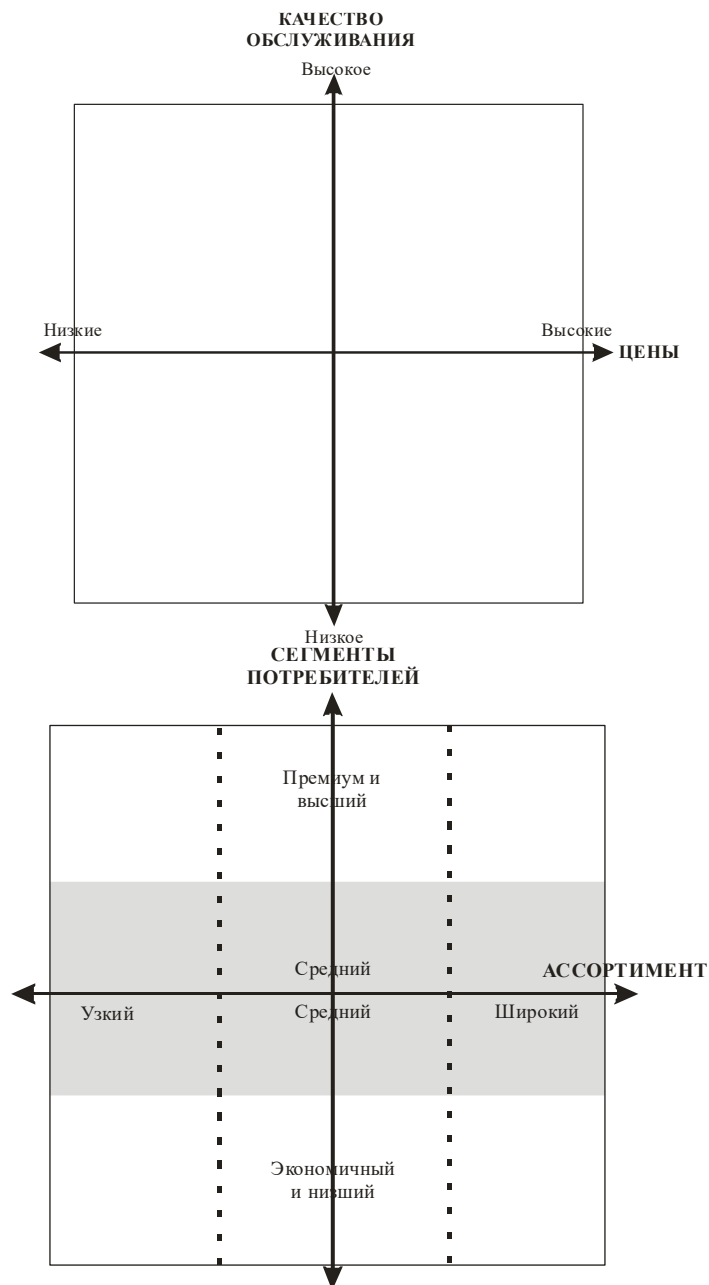 КАЧЕСТВО
ОБСЛУЖИВАНИЯ
Высокое
Низкие
Высокие
ЦЕНЫ
Низкое
СЕГМЕНТЫ
ПОТРЕБИТЕЛЕЙ
Премиум и
высший
Средний
АССОРТИМЕНТ
Узкий
Средний
Широкий
Экономичный
и низший